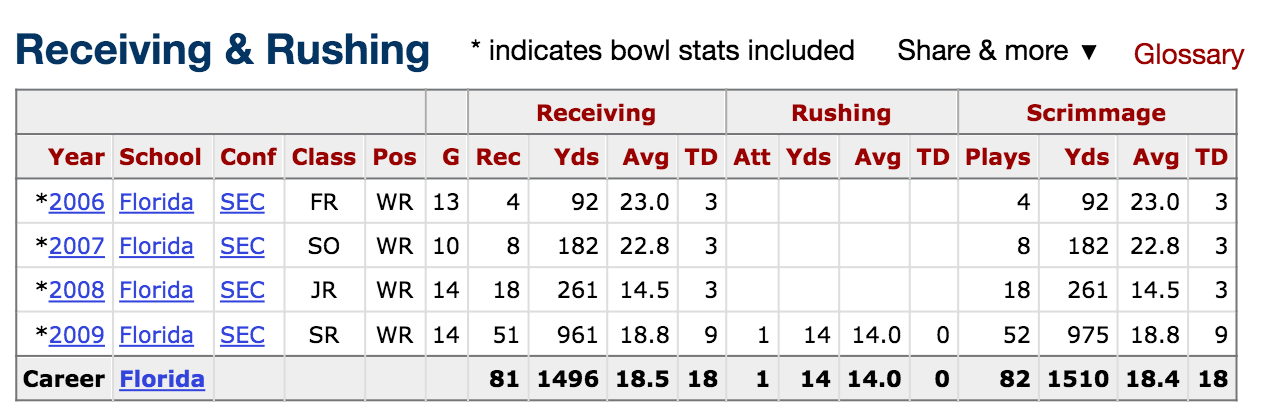 Receiving & Rushing * indicates bowl stats included Share & more ▼ Glossary
Receiving Rushing Scrimmage
Year School Conf Class Pos G Rec Yds Avg TD Att Yds Avg TD Plays Yds Avg TD
*2006 Florida SEC FR WR 13 4 92 23.0 3 4 92 23.0 3
*2007 Florida SEC SO WR 10 8 182 22.8 3 8 182 22.8 3
*2008 Florida SEC JR WR 14 18 261 14.5 3 18 261 14.5 3
*2009 Florida SEC SR WR 14 51 961 18.8 9 1 14 14.0 0 52 975 18.8 9
Career Florida 81 1496 18.5 18 1 14 14.0 0 82 1510 18.4 18